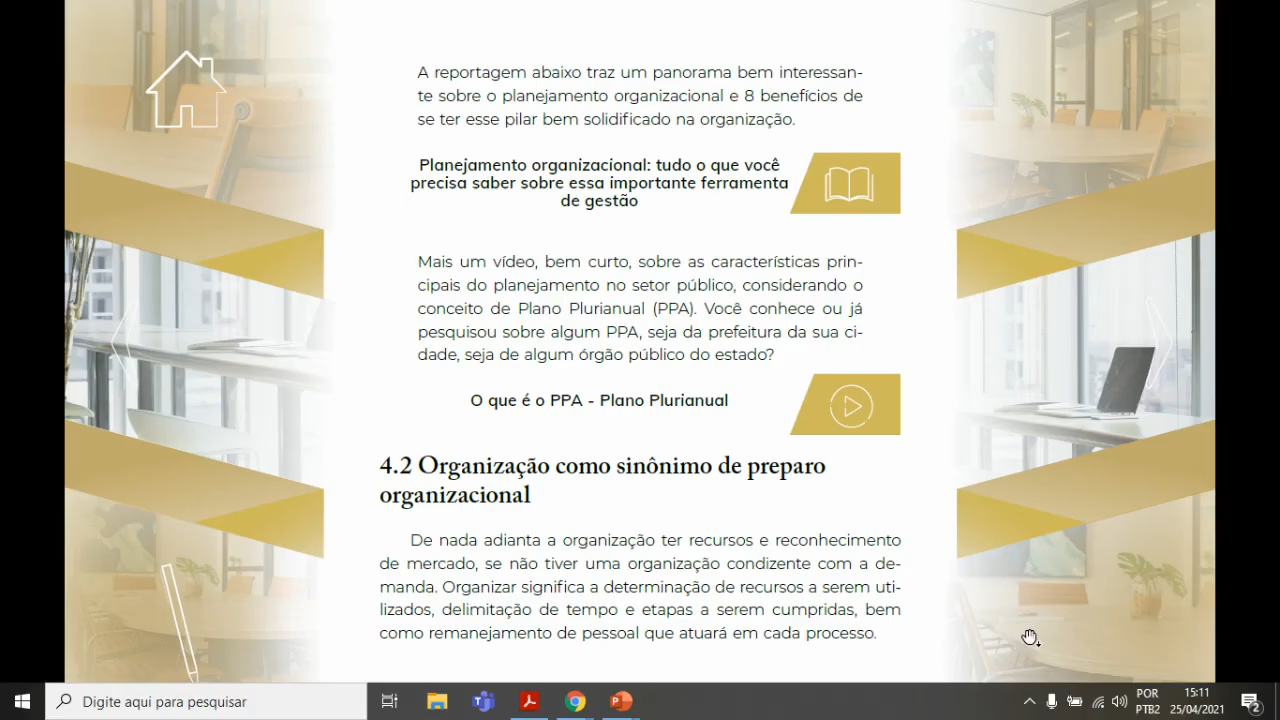 A reportagem abaixo traz um panorama bem interessan-
te sobre o planejamento organizacional e 8 benefícios de
se ter esse pilar bem solidificado na organização.
Planejamento organizacional: tudo o que você
precisa saber sobre essa importante ferramenta
de gestão
Mais um vídeo, bem curto, sobre as características prin-
cipais do planejamento no setor público, considerando o
conceito de Plano Plurianual (PPA). Você conhece ou já
pesquisou sobre algum PPA, seja da prefeitura da sua ci-
dade, seja de algum órgão público do estado?
O que é o PPA - Plano Plurianual
4.2 Organização como sinônimo de preparo
organizacional
De nada adianta a organização ter recursos e reconhecimento
de mercado, se não tiver uma organização condizente com a de-
manda. Organizar significa a determinação de recursos a serem uti-
lizados, delimitação de tempo e etapas a serem cumpridas, bem
como remanejamento de pessoal que atuará em cada processo.
Digite aqui para pesquisar
POR
PTB2
15:11
25/04/2021
2